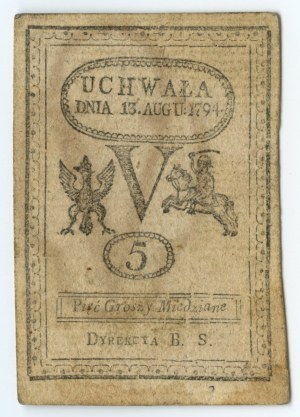 UCHWAŁA
DNIA 13. AUGU: 1794.
V
5
Pięć Groszy Miedziane
DYREKCYA B. S.